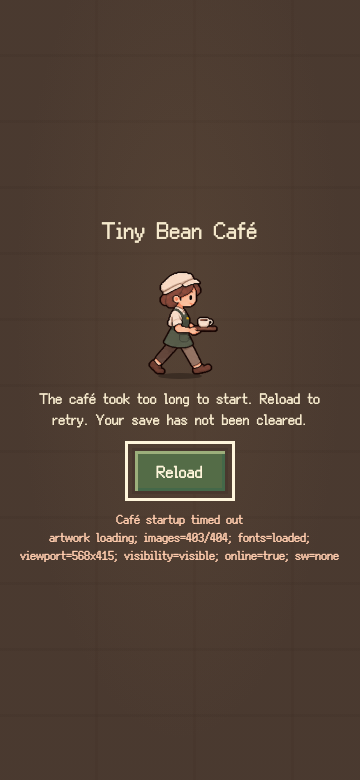 Tiny Bean Café
The café took too long to start. Reload to
retry. Your save has not been cleared.
Reload
Café startup timed out
artwork loading; images=403/404; fonts=loaded;
viewport=568x415; visibility=visible; online=true; sw=none